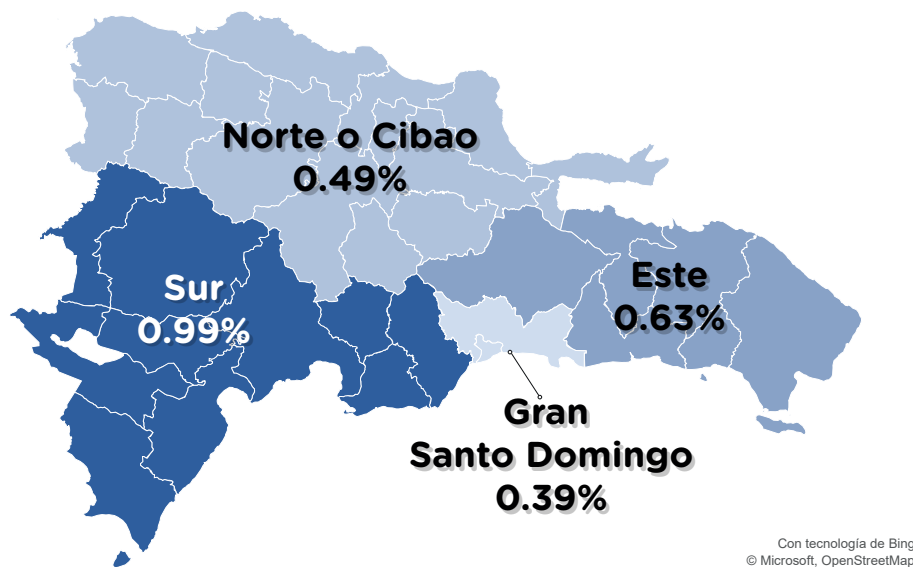 Norte o Cibao
0.49%
Sur
0.99%
Este
0.63%
Gran
Santo Domingo
0.39%
Con tecnología de Bing
© Microsoft, OpenStreetMap